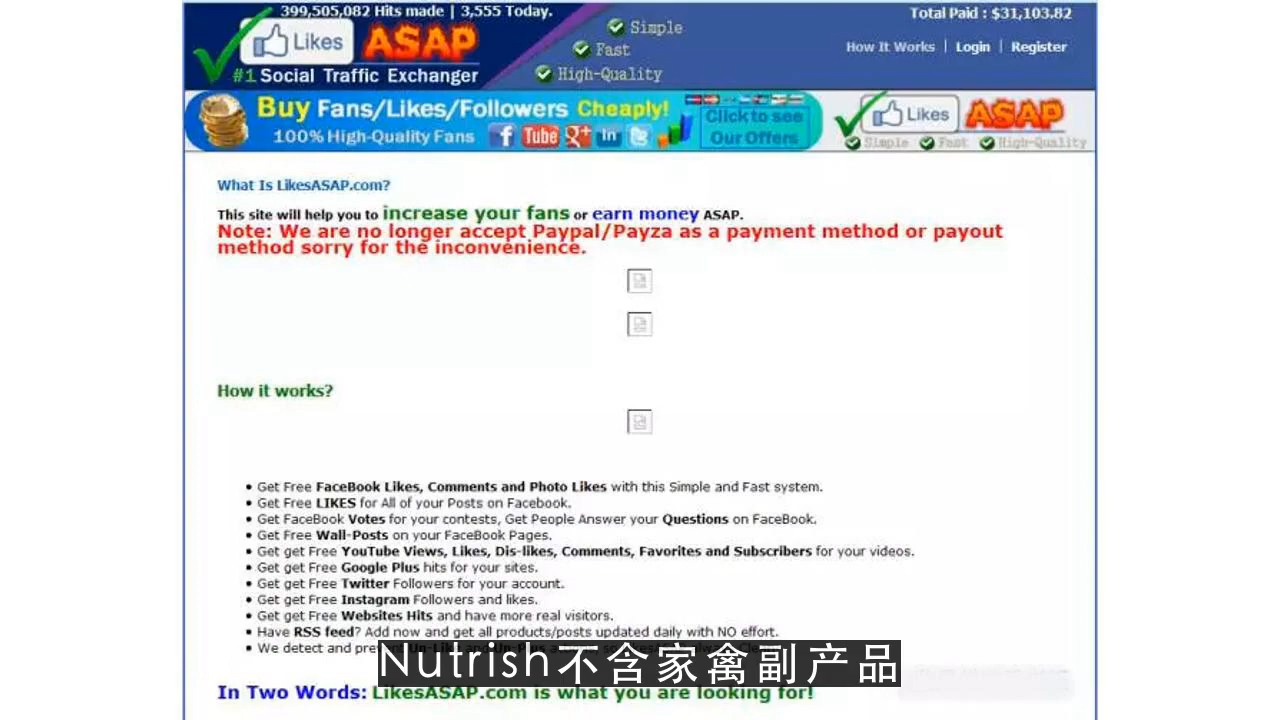 399,505,082 Hits made | 3,555 Today.
Total Paid : $31,103.82
Likes ASAP
#1 Social Traffic Exchanger
Simple
Fast
High-Quality
How It Works | Login | Register
Buy Fans/Likes/Followers Cheaply!
100% High-Quality Fans f Tube g+ in
Click to see
Our Offers
Likes ASAP
Simple Fast High-Quality
What Is LikesASAP.com?
This site will help you to increase your fans or earn money ASAP.
Note: We are no longer accept Paypal/Payza as a payment method or payout
method sorry for the inconvenience.
How it works?
• Get Free FaceBook Likes, Comments and Photo Likes with this Simple and Fast system.
• Get Free LIKES for All of your Posts on Facebook.
• Get FaceBook Votes for your contests, Get People Answer your Questions on FaceBook.
• Get Free Wall-Posts on your FaceBook Pages.
• Get get Free YouTube Views, Likes, Dis-likes, Comments, Favorites and Subscribers for your videos.
• Get get Free Google Plus hits for your sites.
• Get get Free Twitter Followers for your account.
• Get get Free Instagram Followers and likes.
• Get get Free Websites Hits and have more real visitors.
• Have RSS feed? Add now and get all products/posts updated daily with NO effort.
• We detect and prevent Un-Like and Un-Plus
Nutrish不含家禽副产品
In Two Words: LikesASAP.com is what you are looking for!